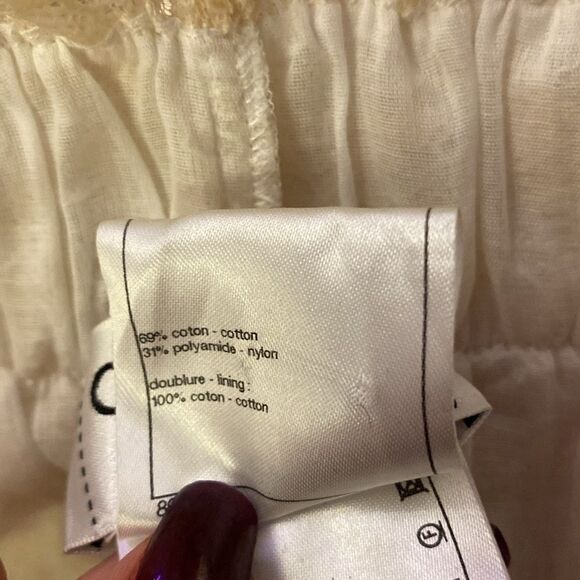 69% coton - cotton
31% polyamide - nylon
doublure - lining :
100% coton - cotton
F